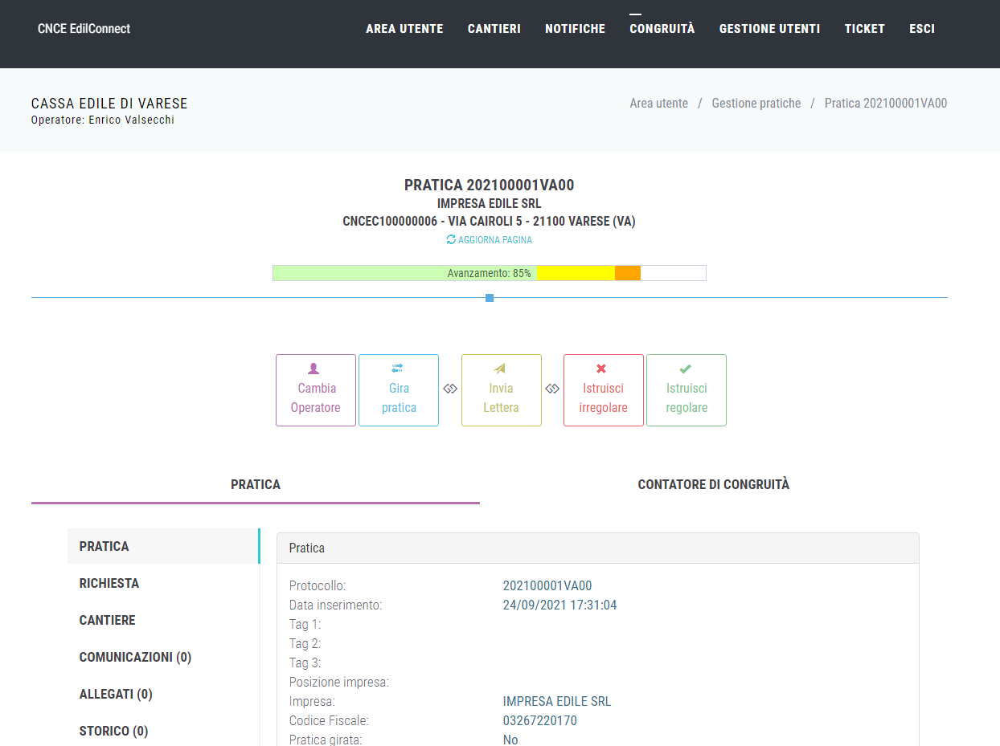 CNCE EdilConnect
AREA UTENTE CANTIERI NOTIFICHE CONGRUITÀ GESTIONE UTENTI TICKET ESCI
CASSA EDILE DI VARESE
Operatore: Enrico Valsecchi
Area utente / Gestione pratiche / Pratica 202100001VA00
PRATICA 202100001VA00
IMPRESA EDILE SRL
CNCEC100000006 - VIA CAIROLI 5 - 21100 VARESE (VA)
AGGIORNA PAGINA
Avanzamento: 85%
Cambia Operatore
Gira pratica
Invia Lettera
Istruisci irregolare
Istruisci regolare
PRATICA CONTATORE DI CONGRUITÀ
PRATICA
RICHIESTA
CANTIERE
COMUNICAZIONI (0)
ALLEGATI (0)
STORICO (0)
Pratica
Protocollo: 202100001VA00
Data inserimento: 24/09/2021 17:31:04
Tag 1:
Tag 2:
Tag 3:
Posizione impresa:
Impresa: IMPRESA EDILE SRL
Codice Fiscale: 03267220170
Pratica girata: No